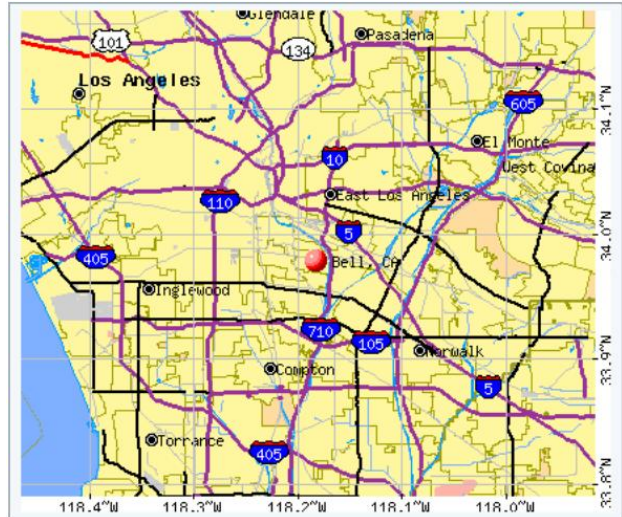 Glendale
101
134
Pasadena
Los Angeles
605
34.1°N
El Monte
10
West Covina
East Los Angeles
110
5
34.0°N
405
Bell, CA
Inglewood
710
105
Norwalk
33.9°N
Compton
5
Torrance
405
33.8°N
118.4°W 118.3°W 118.2°W 118.1°W 118.0°W